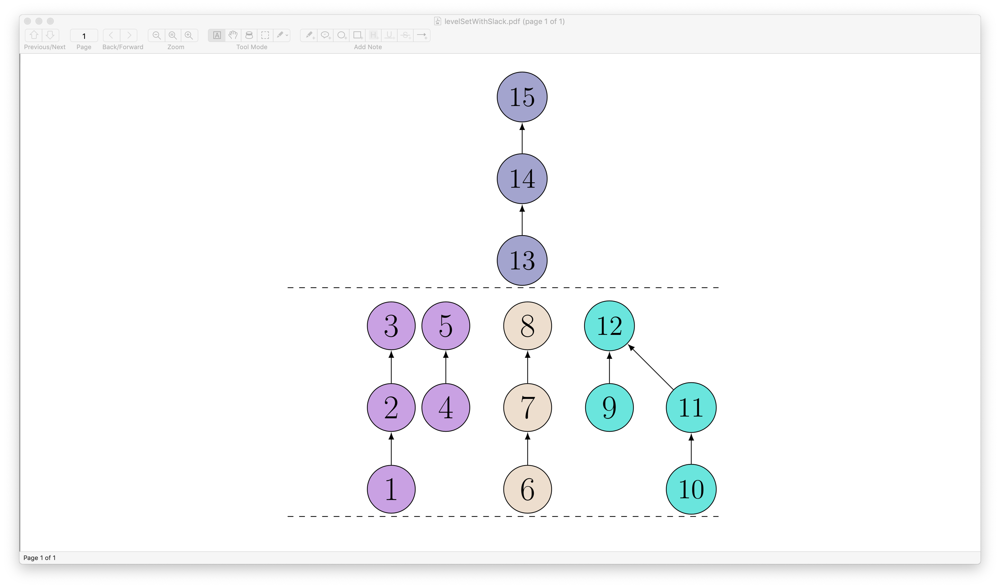 levelSetWithSlack.pdf (page 1 of 1)
1
Previous/Next Page Back/Forward Zoom Tool Mode Add Note
15
14
13
3 5 8 12
2 4 7 9 11
1 6 10
Page 1 of 1